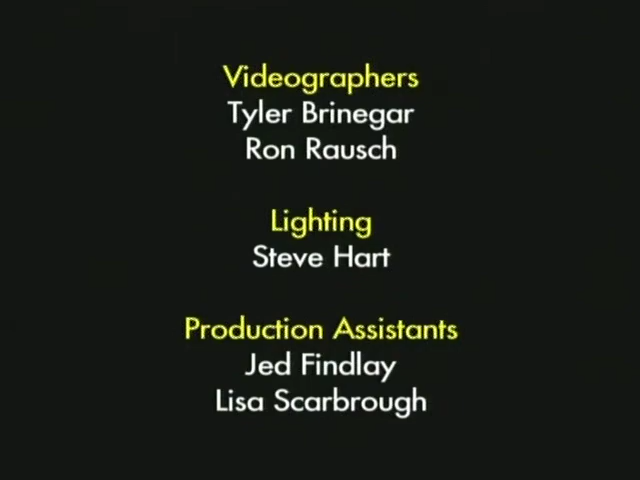 Videographers
Tyler Brinegar
Ron Rausch
Lighting
Steve Hart
Production Assistants
Jed Findlay
Lisa Scarbrough